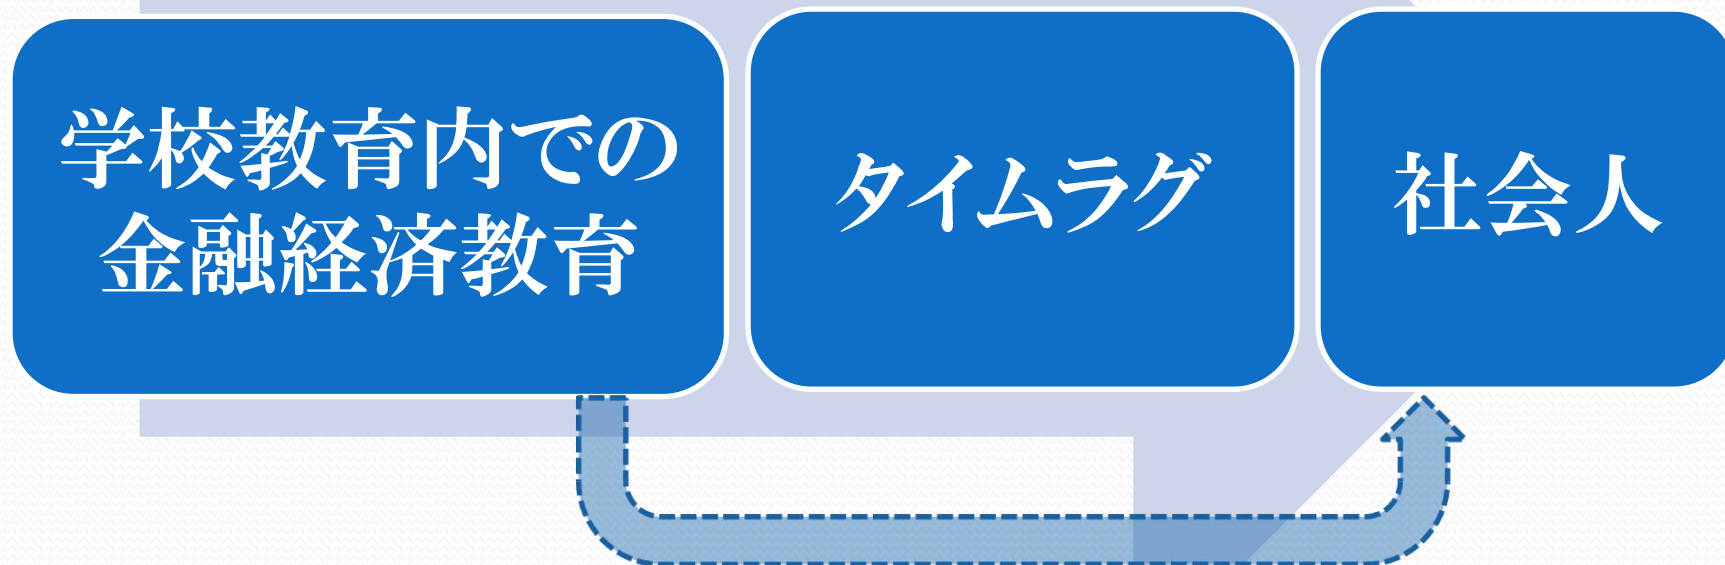 学校教育内での
金融経済教育
タイムラグ
社会人